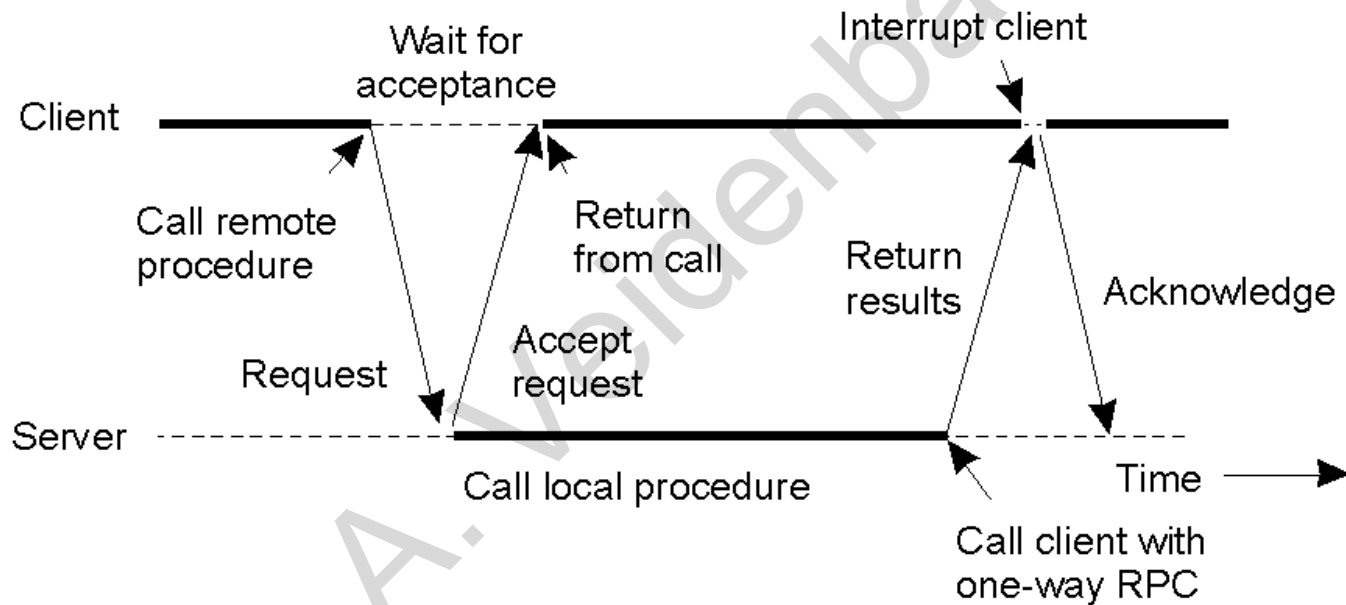 Interrupt client
Wait for
acceptance
Client
Call remote
procedure
Return
from call
Return
results
Acknowledge
Request
Accept
request
Server
Call local procedure
Time
Call client with
one-way RPC